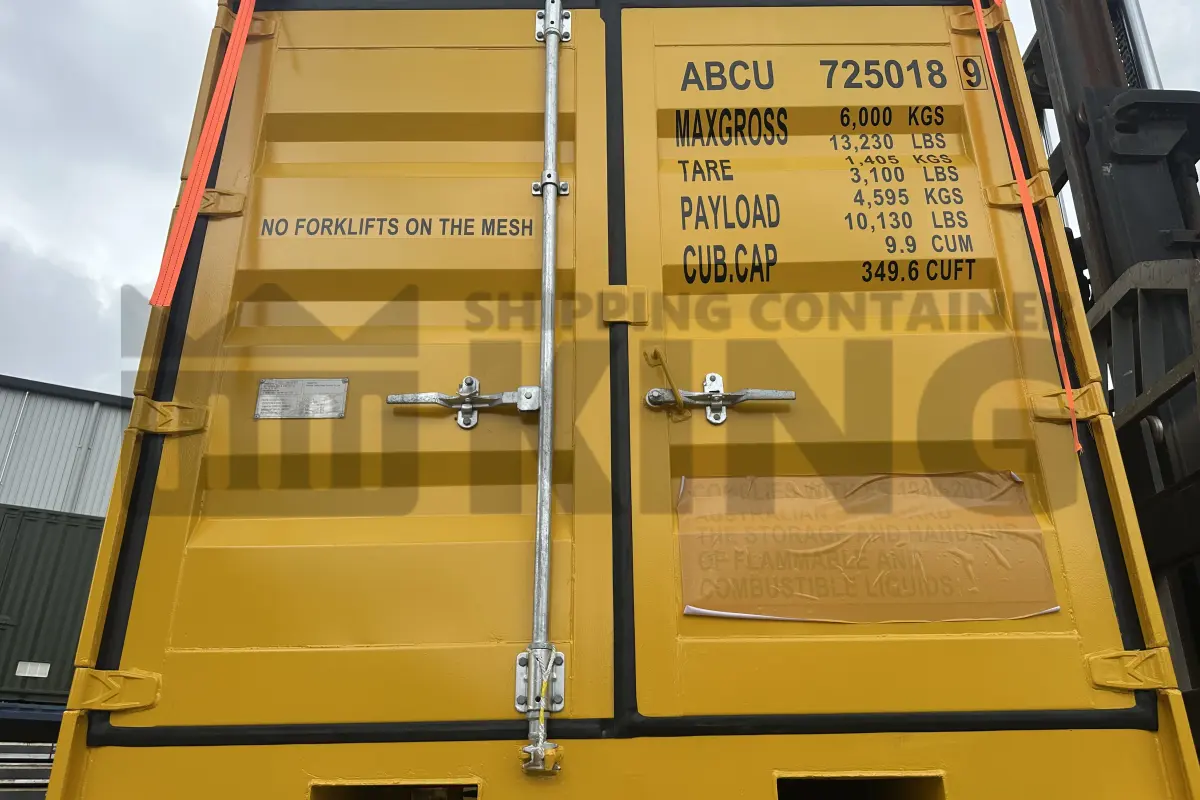 ABCU 725018 9
MAXGROSS 6,000 KGS
13,230 LBS
TARE 1,405 KGS
3,100 LBS
PAYLOAD 4,595 KGS
10,130 LBS
CUB.CAP 9.9 CUM
349.6 CUFT
NO FORKLIFTS ON THE MESH
SHIPPING CONTAINER
KING
THE STORAGE AND HANDLING
OF FLAMMABLE AND
COMBUSTIBLE LIQUIDS